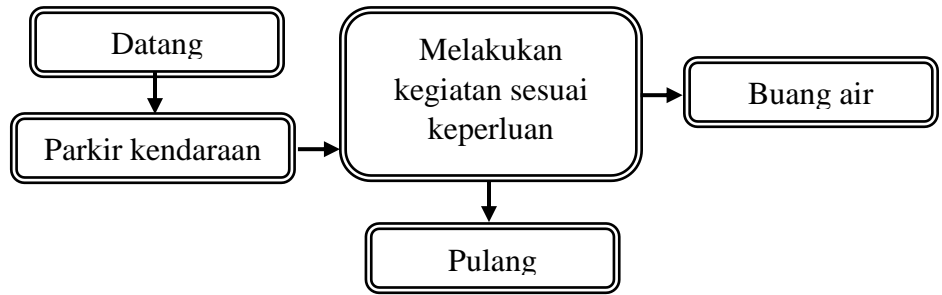 Datang
Parkir kendaraan
Melakukan
kegiatan sesuai
keperluan
Buang air
Pulang